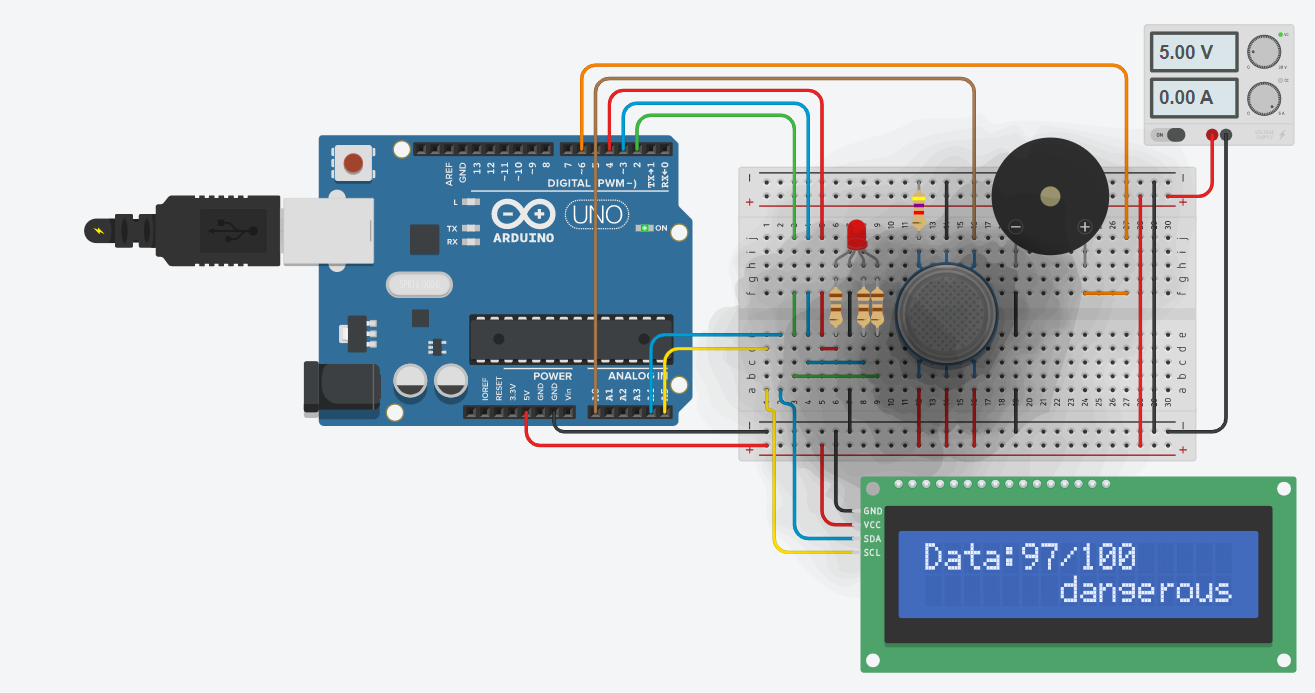 5.00 V
0.00 A
ON
AREF
GND
13
12
~11
~10
~9
8
7
~6
5
4
~3
2
TX→1
RX←0
DIGITAL (PWM~)
L
TX
RX
ARDUINO
UNO
ON
POWER
ANALOG IN
IOREF
RESET
3.3V
5V
GND
GND
Vin
A0
A1
A2
A3
GND
VCC
SDA
SCL
Data:97/100
dangerous